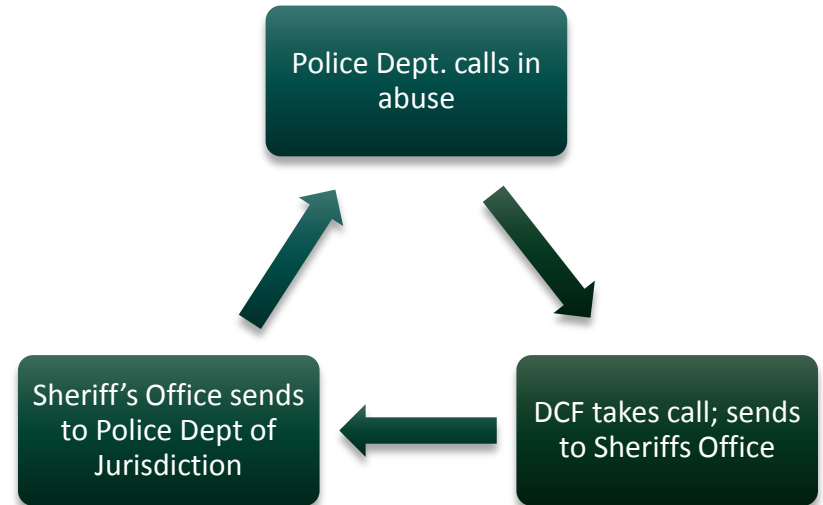 Police Dept. calls in
abuse
Sheriff’s Office sends
to Police Dept of
Jurisdiction
DCF takes call; sends
to Sheriffs Office